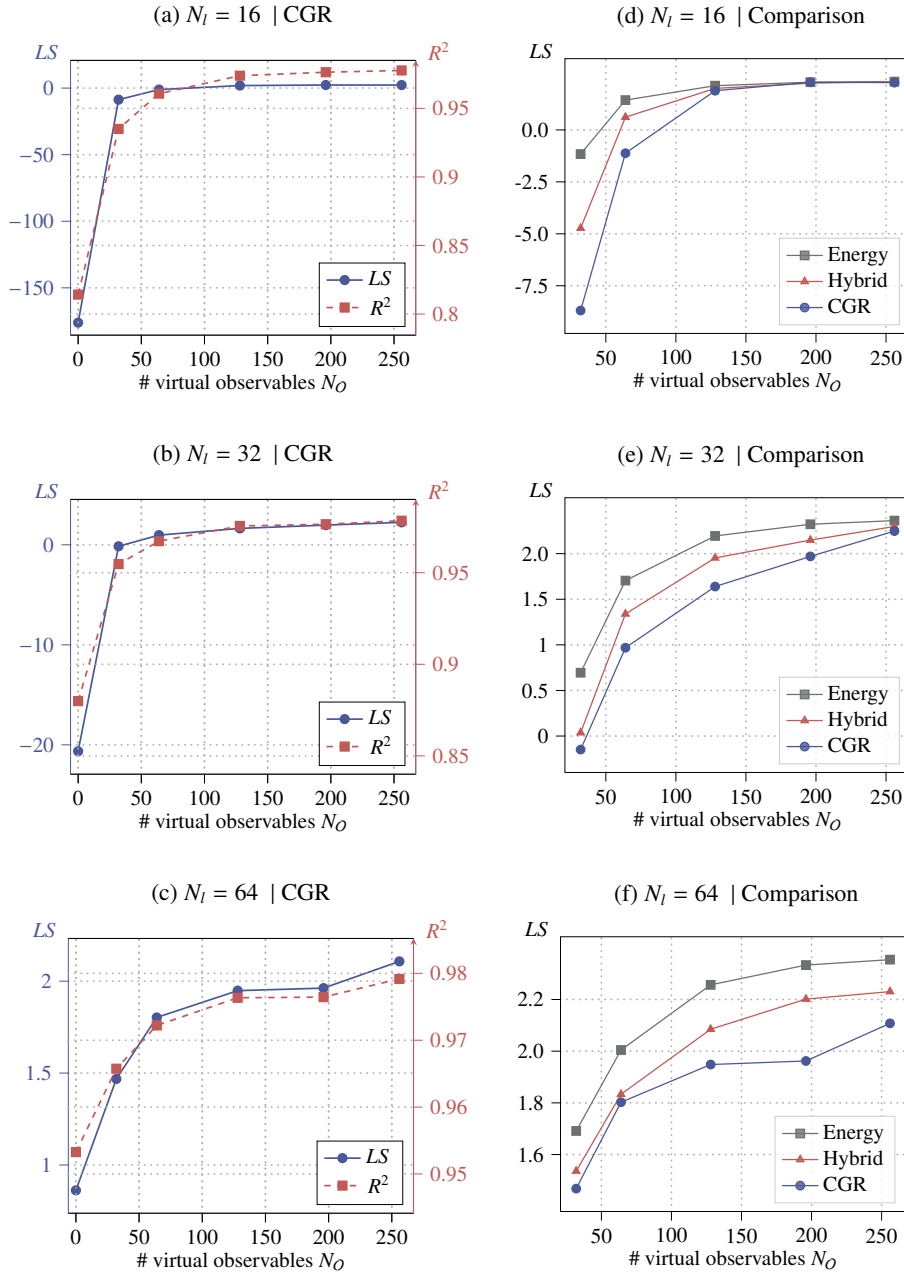 (a) N_l = 16 | CGR
LS
R²
0
−50
−100
−150
0.95
0.9
0.85
0.8
LS
R²
0 50 100 150 200 250
# virtual observables N_O
(d) N_l = 16 | Comparison
LS
0.0
-2.5
-5.0
-7.5
Energy
Hybrid
CGR
50 100 150 200 250
# virtual observables N_O
(b) N_l = 32 | CGR
LS
R²
0
−10
−20
0.95
0.9
0.85
LS
R²
0 50 100 150 200 250
# virtual observables N_O
(e) N_l = 32 | Comparison
LS
2.0
1.5
1
0.5
0
Energy
Hybrid
CGR
50 100 150 200 250
# virtual observables N_O
(c) N_l = 64 | CGR
LS
R²
2
1.5
1
0.98
0.97
0.96
0.95
LS
R²
0 50 100 150 200 250
# virtual observables N_O
(f) N_l = 64 | Comparison
LS
2.2
2.0
1.8
1.6
Energy
Hybrid
CGR
50 100 150 200 250
# virtual observables N_O